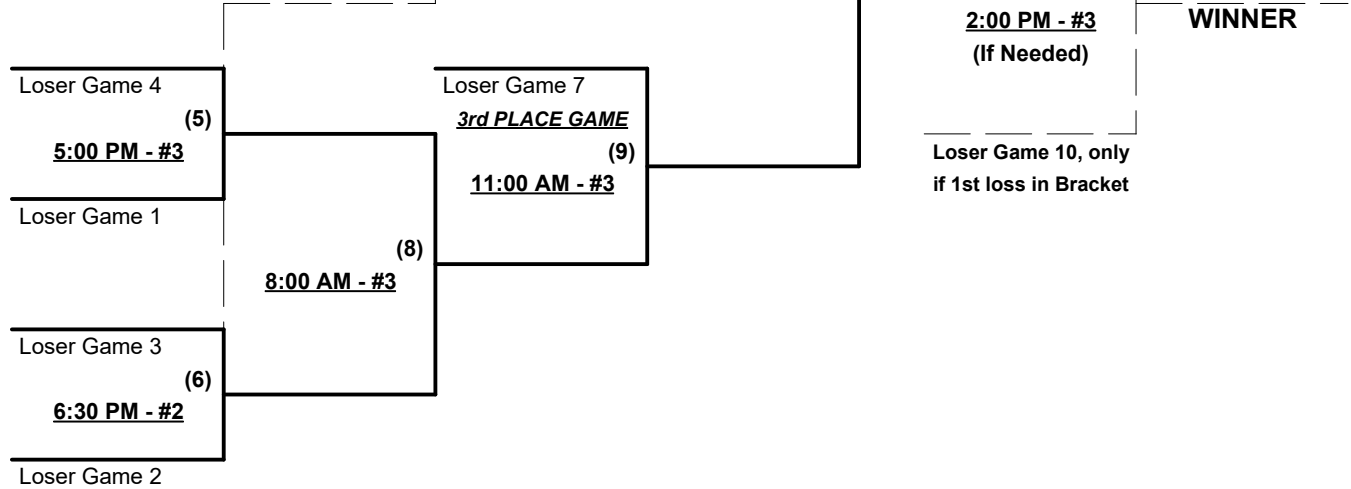 2:00 PM - #3
WINNER
(If Needed)
Loser Game 4
(5)
5:00 PM - #3
Loser Game 1
Loser Game 7
3rd PLACE GAME
(9)
11:00 AM - #3
Loser Game 10, only
if 1st loss in Bracket
(8)
8:00 AM - #3
Loser Game 3
(6)
6:30 PM - #2
Loser Game 2